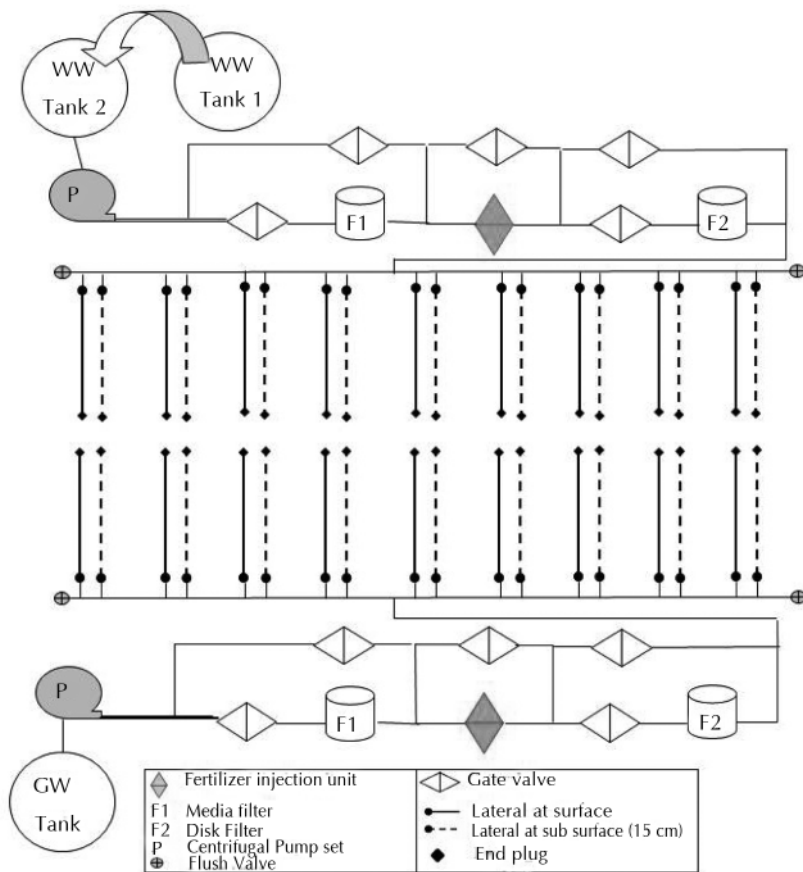 WW
Tank 2
WW
Tank 1
P
F1
F2
P
F1
F2
GW
Tank
Fertilizer injection unit
F1 Media filter
F2 Disk Filter
P Centrifugal Pump set
Flush Valve
Gate valve
Lateral at surface
Lateral at sub surface (15 cm)
End plug